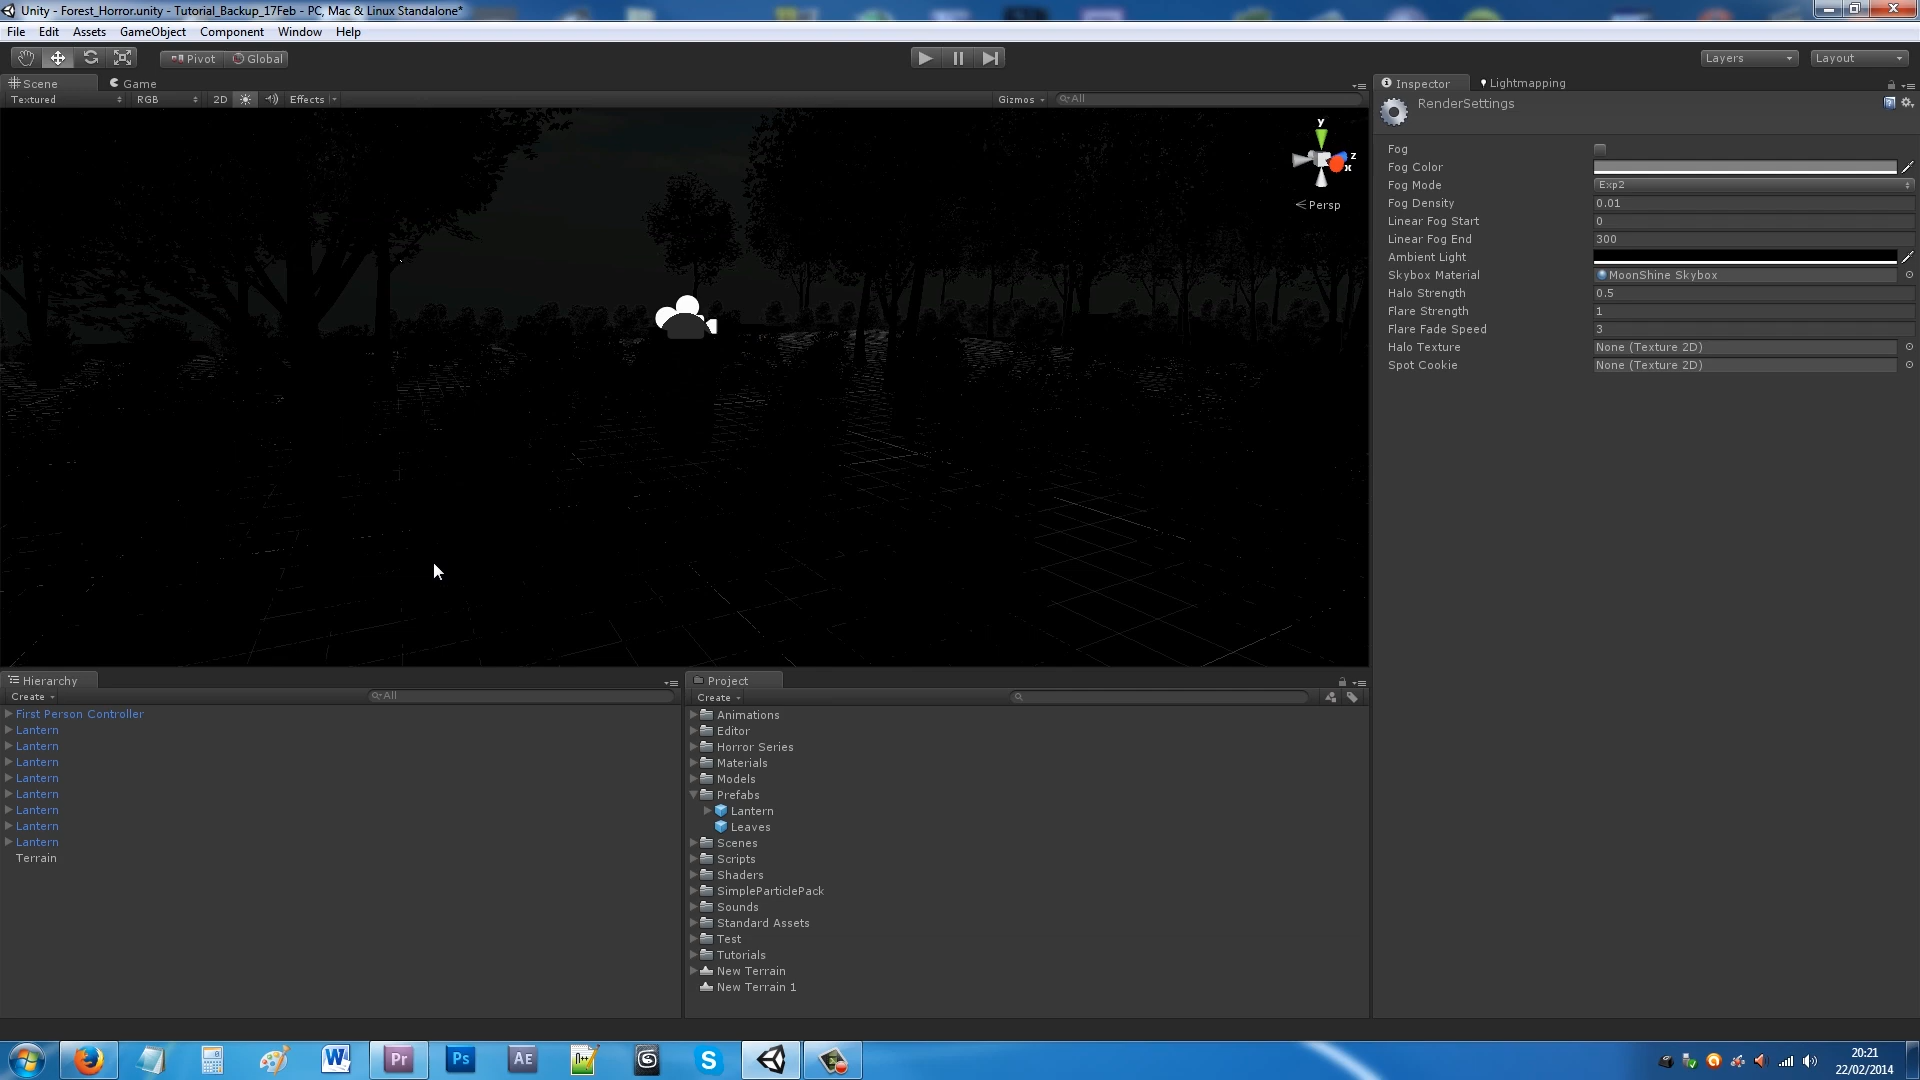 Unity - Forest_Horror.unity - Tutorial_Backup_17Feb - PC, Mac & Linux Standalone*
File Edit Assets GameObject Component Window Help
Pivot Global Layers Layout
Scene Game
Textured RGB 2D Effects Gizmos All
y
z
x
Persp
Inspector Lightmapping
RenderSettings
Fog
Fog Color
Fog Mode Exp2
Fog Density 0.01
Linear Fog Start 0
Linear Fog End 300
Ambient Light
Skybox Material MoonShine Skybox
Halo Strength 0.5
Flare Strength 1
Flare Fade Speed 3
Halo Texture None (Texture 2D)
Spot Cookie None (Texture 2D)
Hierarchy
Create All
First Person Controller
Lantern
Lantern
Lantern
Lantern
Lantern
Lantern
Lantern
Lantern
Terrain
Project
Create
Animations
Editor
Horror Series
Materials
Models
Prefabs
Lantern
Leaves
Scenes
Scripts
Shaders
SimpleParticlePack
Sounds
Standard Assets
Test
Tutorials
New Terrain
New Terrain 1
W Pr Ps AE S
20:21
22/02/2014